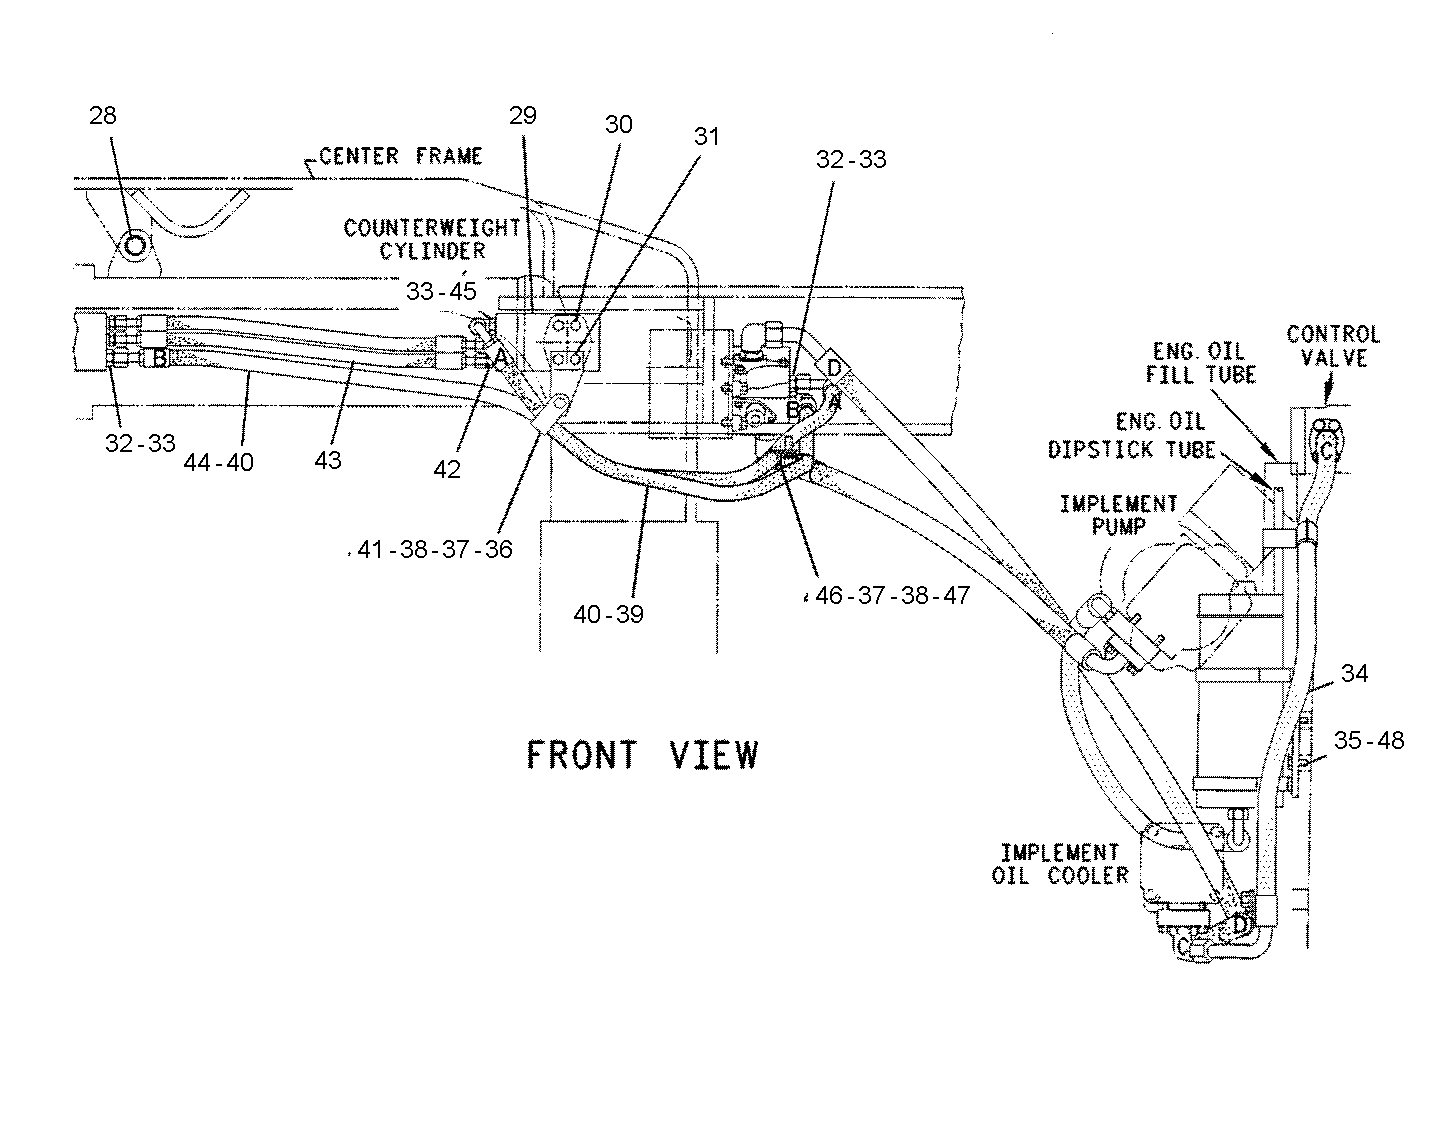 28
29
30
31
CENTER FRAME
32-33
COUNTERWEIGHT
CYLINDER
33-45
A
B
D
B
A
32-33
44-40
43
42
41-38-37-36
40-39
46-37-38-47
CONTROL
VALVE
ENG. OIL
FILL TUBE
ENG. OIL
DIPSTICK TUBE
C
IMPLEMENT
PUMP
34
35-48
FRONT VIEW
IMPLEMENT
OIL COOLER
D
C